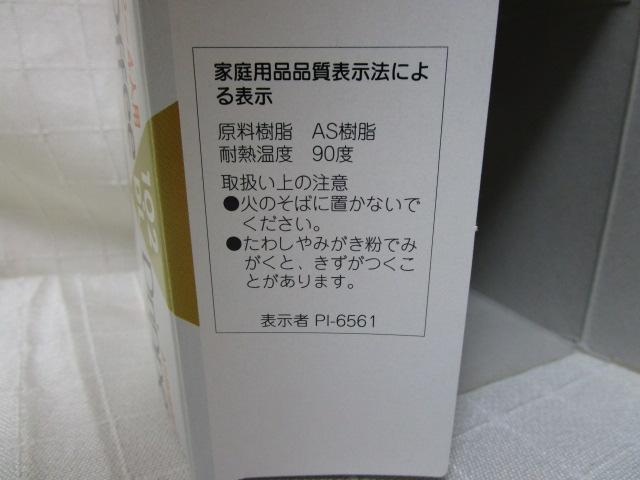 家庭用品品質表示法によ
る表示
原料樹脂 AS樹脂
耐熱温度 90度
取扱い上の注意
●火のそばに置かないで
ください。
●たわしやみがき粉でみ
がくと、きずがつくこ
とがあります。
表示者 PI-6561